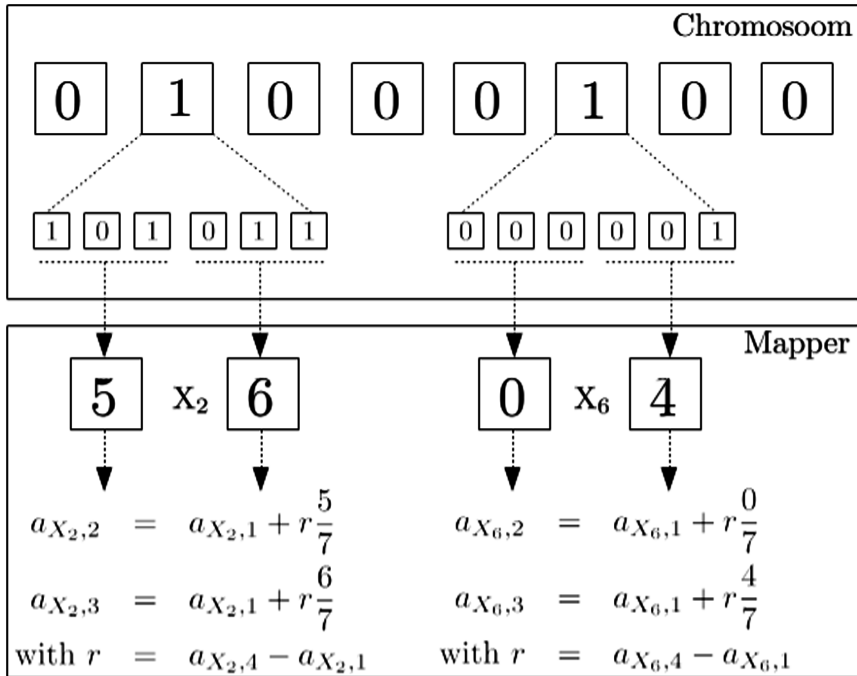 Chromosoom
0 1 0 0 0 1 0 0
1 0 1 0 1 1 0 0 0 0 0 1
Mapper
5 X₂ 6 0 X₆ 4
a_{X₂,2} = a_{X₂,1} + r 5/7 a_{X₆,2} = a_{X₆,1} + r 0/7
a_{X₂,3} = a_{X₂,1} + r 6/7 a_{X₆,3} = a_{X₆,1} + r 4/7
with r = a_{X₂,4} − a_{X₂,1} with r = a_{X₆,4} − a_{X₆,1}